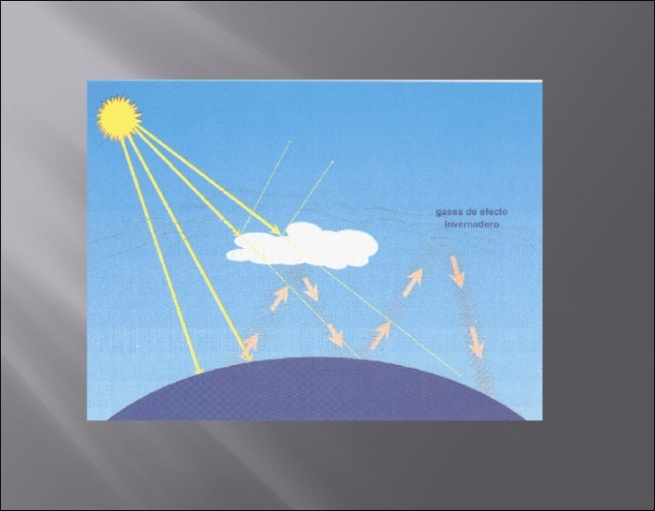 gases de efecto
invernadero